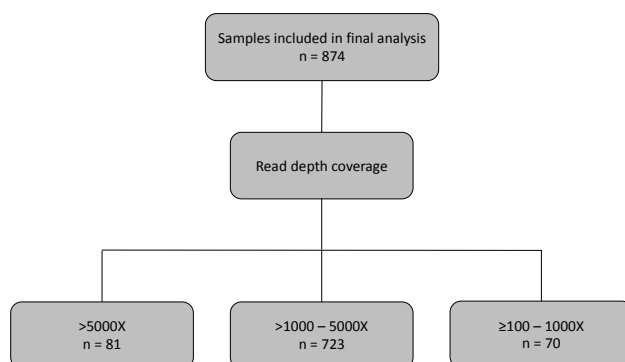 Samples included in final analysis
n = 874
Read depth coverage
>5000X
n = 81
>1000 – 5000X
n = 723
≥100 – 1000X
n = 70